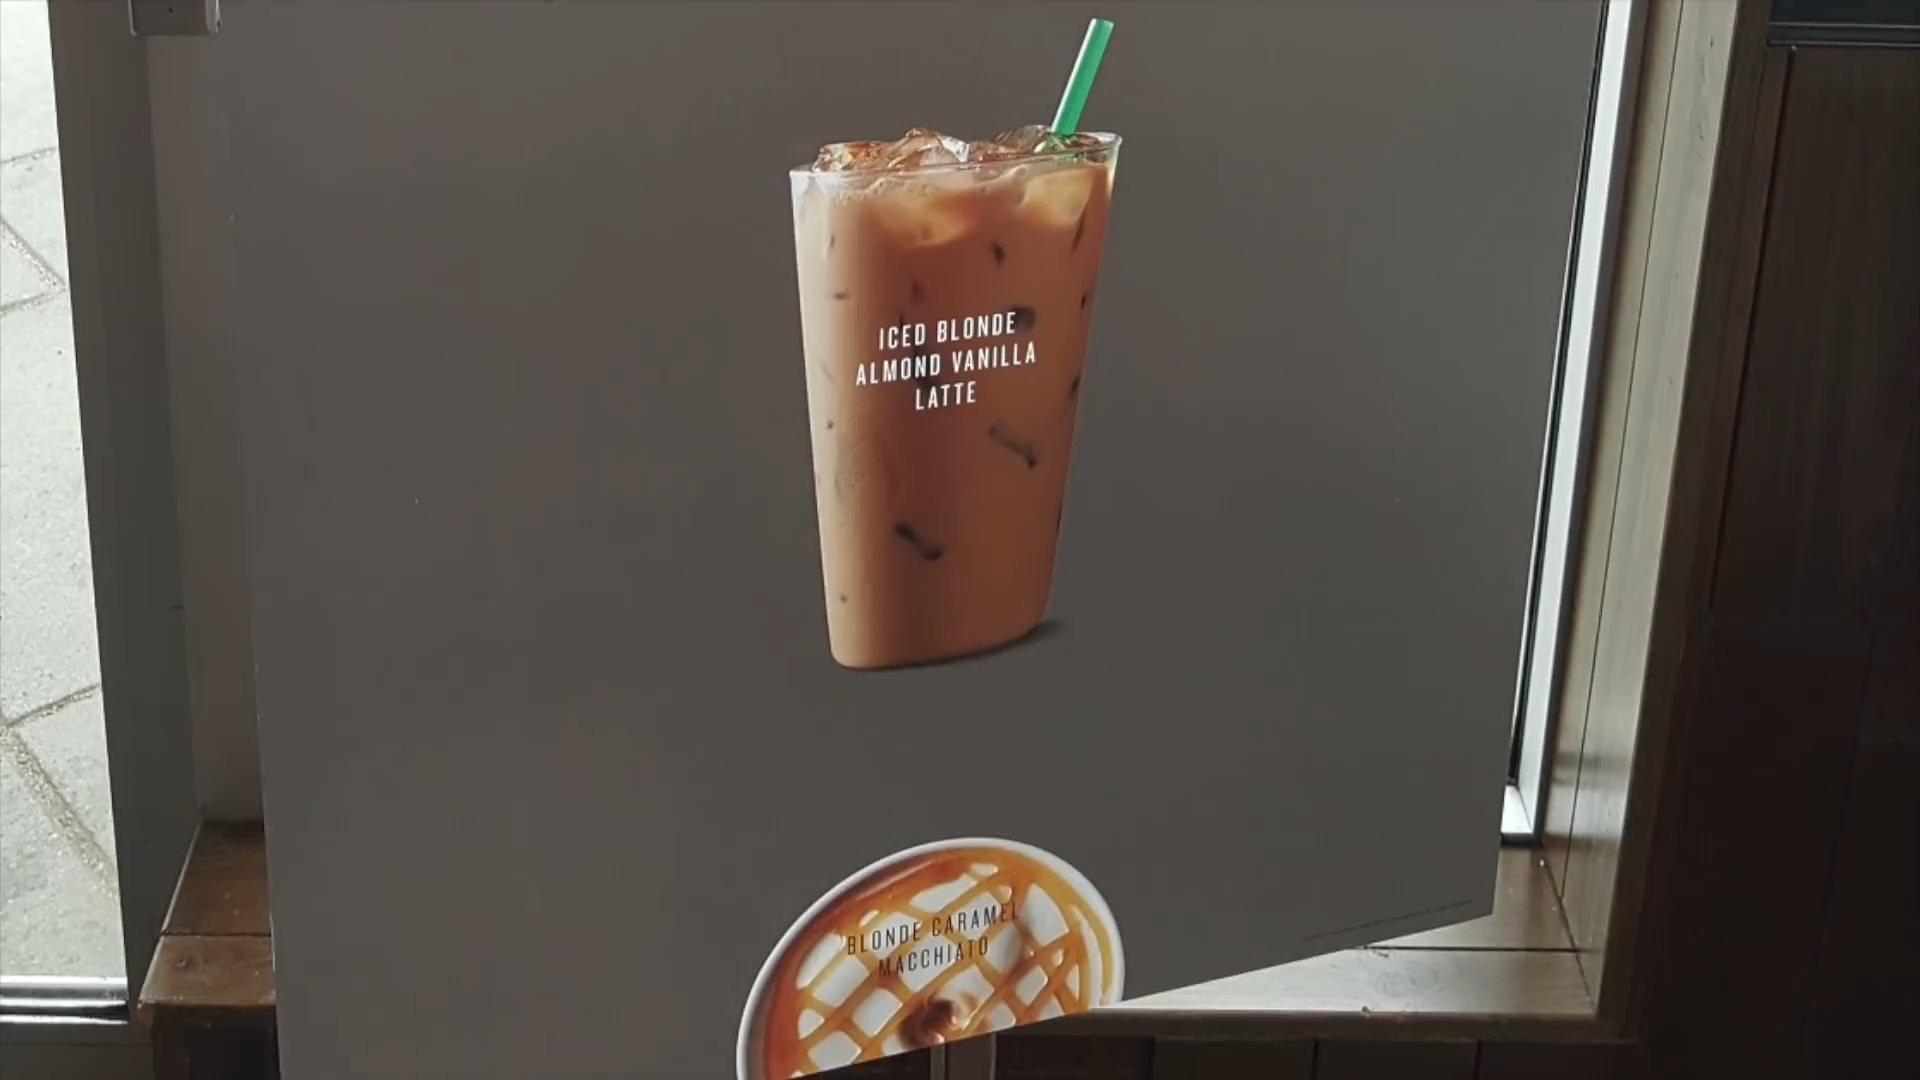 ICED BLONDE
ALMOND VANILLA
LATTE
BLONDE CARAMEL
MACCHIATO